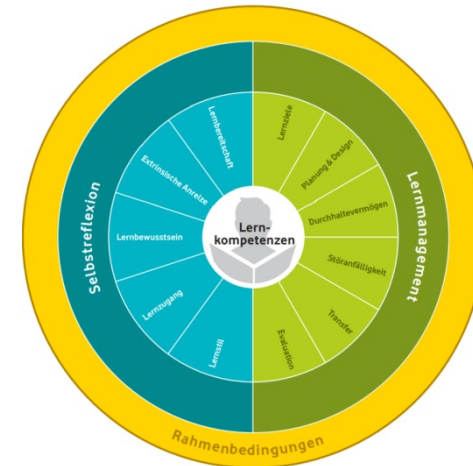 Lern-
kompetenzen
Selbstreflexion
Lernbereitschaft
Extrinsische Anreize
Lernbewusstsein
Lernzugang
Lernstil
Lernmanagement
Lernziele
Planung & Design
Durchhaltevermögen
Störanfälligkeit
Transfer
Evaluation
Rahmenbedingungen